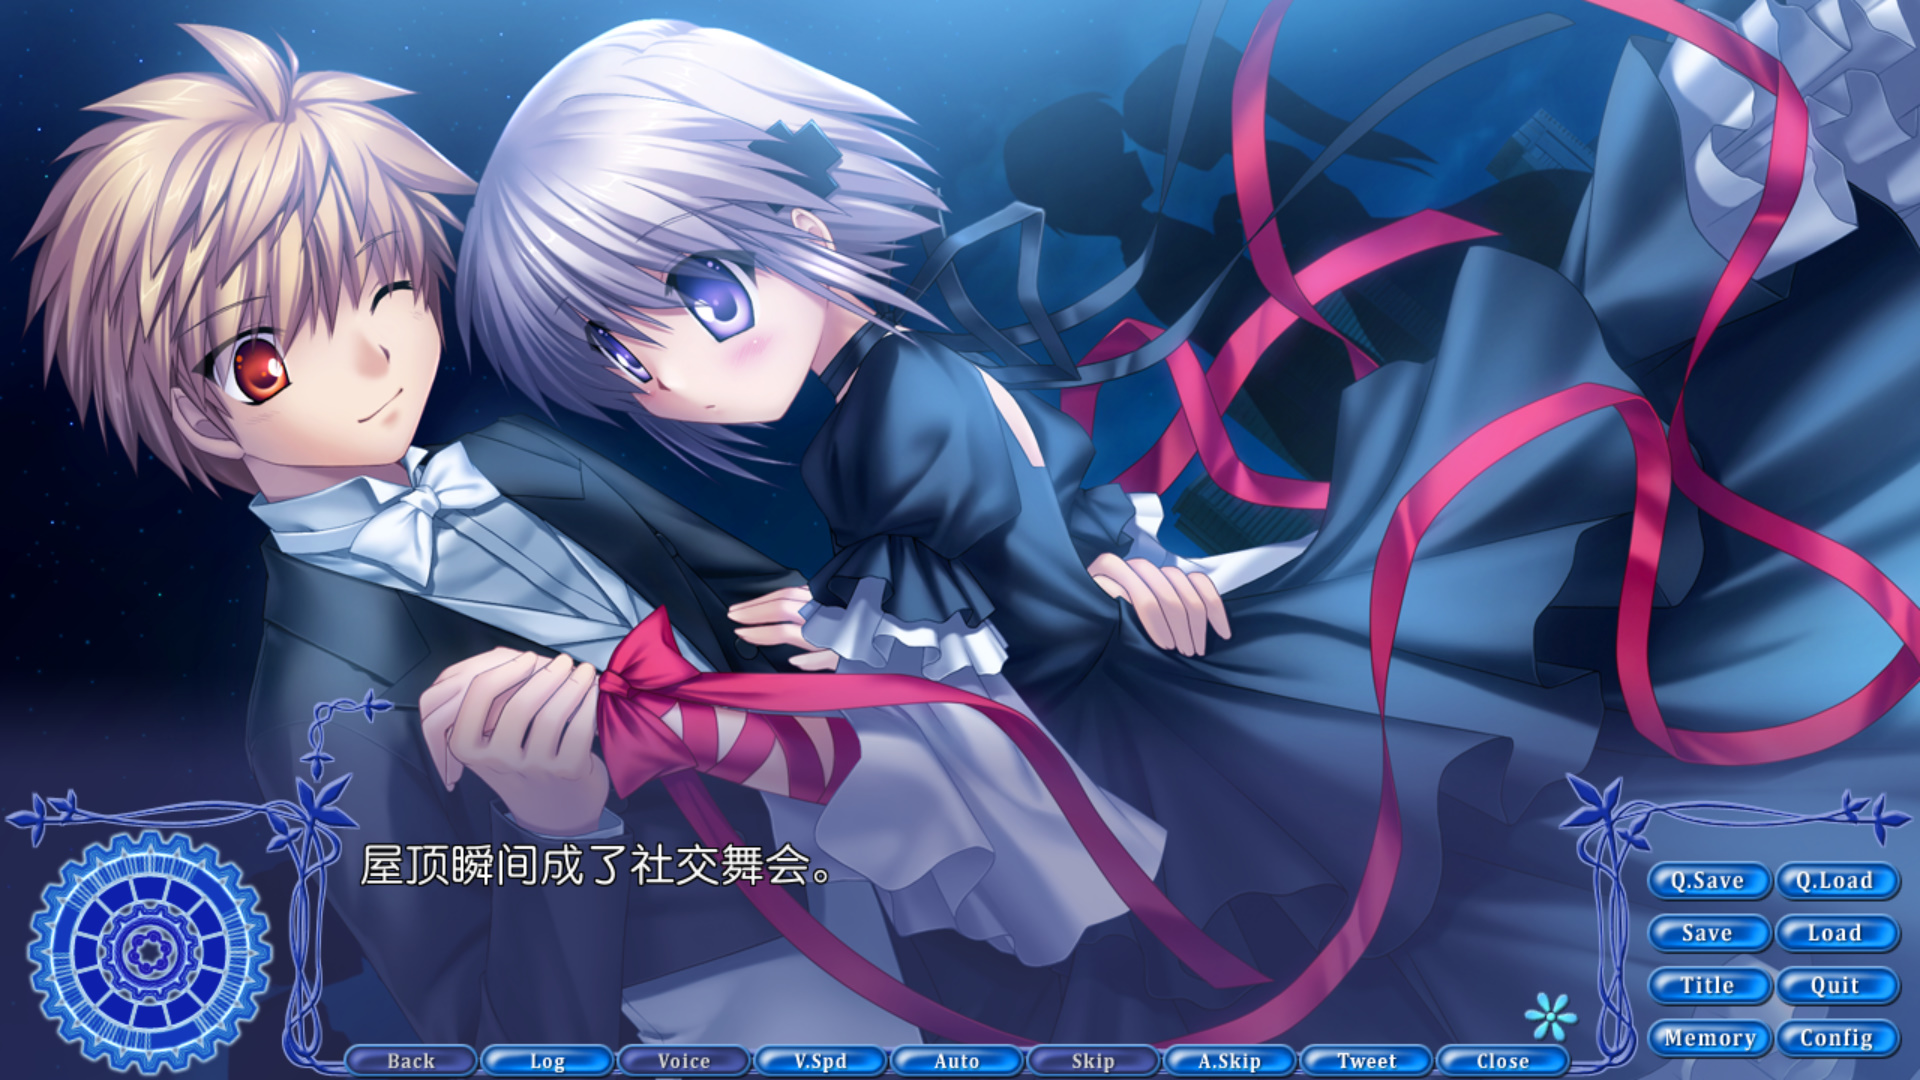 屋顶瞬间成了社交舞会。
Q.Save Q.Load
Save Load
Title Quit
Memory Config
Back Log Voice V.Spd Auto Skip A.Skip Tweet Close